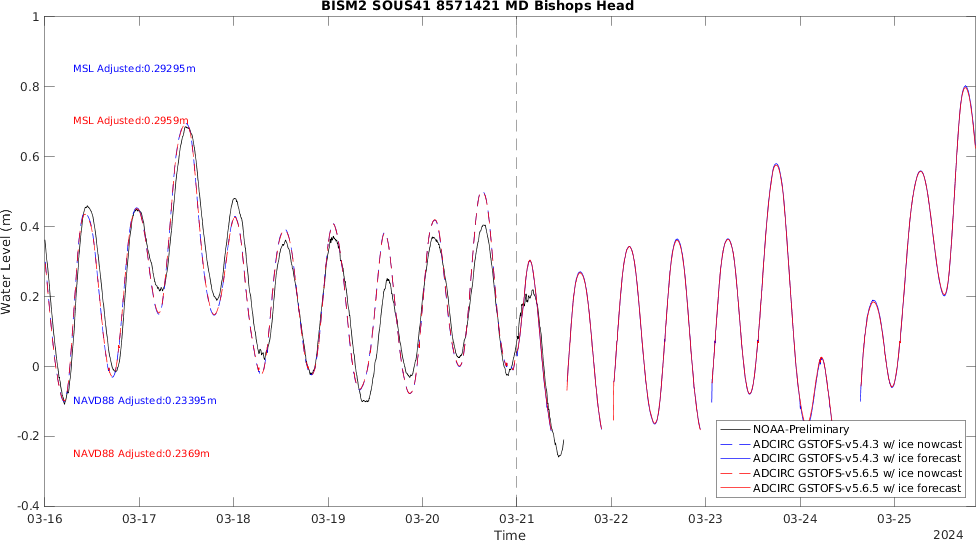 BISM2 SOUS41 8571421 MD Bishops Head
1
0.8
0.6
0.4
0.2
0
-0.2
-0.4
Water Level (m)
MSL Adjusted:0.29295m
MSL Adjusted:0.2959m
NAVD88 Adjusted:0.23395m
NAVD88 Adjusted:0.2369m
NOAA-Preliminary
ADCIRC GSTOFS-v5.4.3 w/ ice nowcast
ADCIRC GSTOFS-v5.4.3 w/ ice forecast
ADCIRC GSTOFS-v5.6.5 w/ ice nowcast
ADCIRC GSTOFS-v5.6.5 w/ ice forecast
03-16 03-17 03-18 03-19 03-20 03-21 03-22 03-23 03-24 03-25
Time
2024